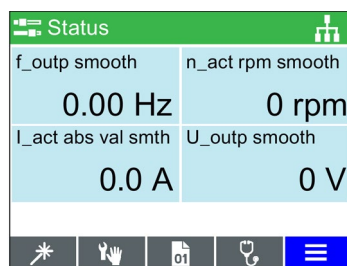 Status
f_outp smooth
0.00 Hz
n_act rpm smooth
0 rpm
I_act abs val smth
0.0 A
U_outp smooth
0 V
01